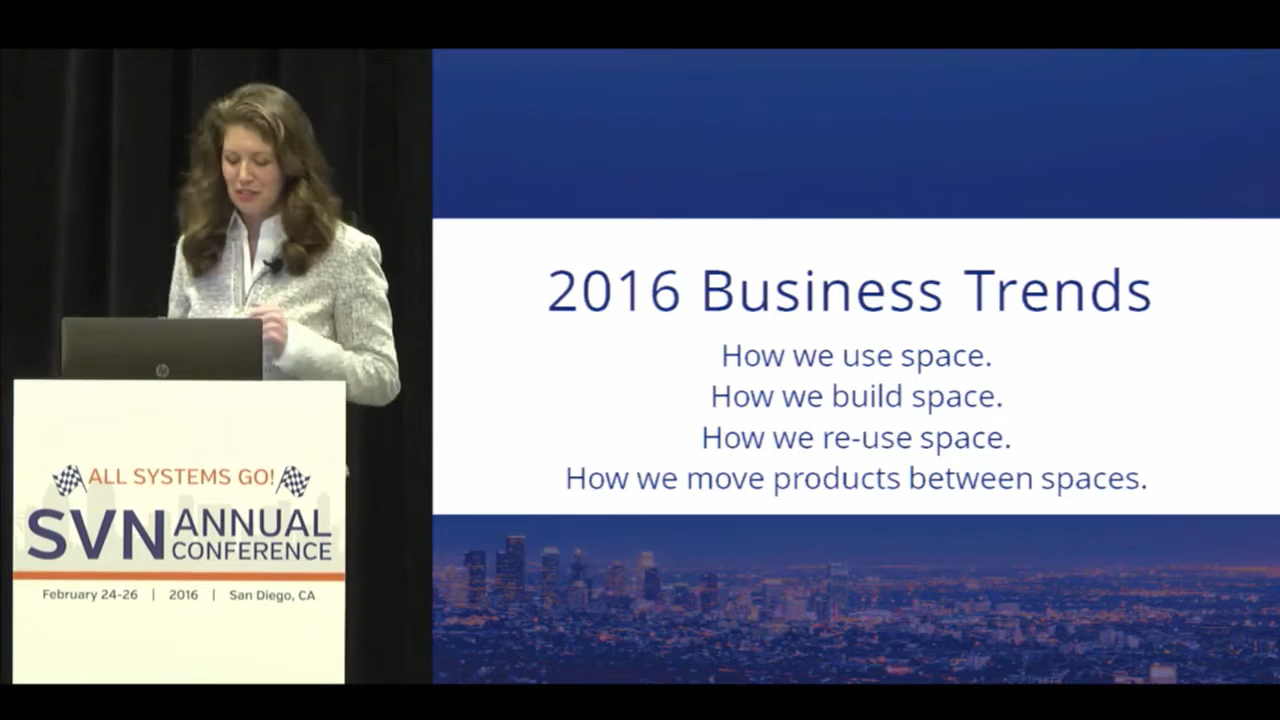 2016 Business Trends
How we use space.
How we build space.
How we re-use space.
How we move products between spaces.
hp
ALL SYSTEMS GO!
SVN ANNUAL
CONFERENCE
February 24-26 | 2016 | San Diego, CA